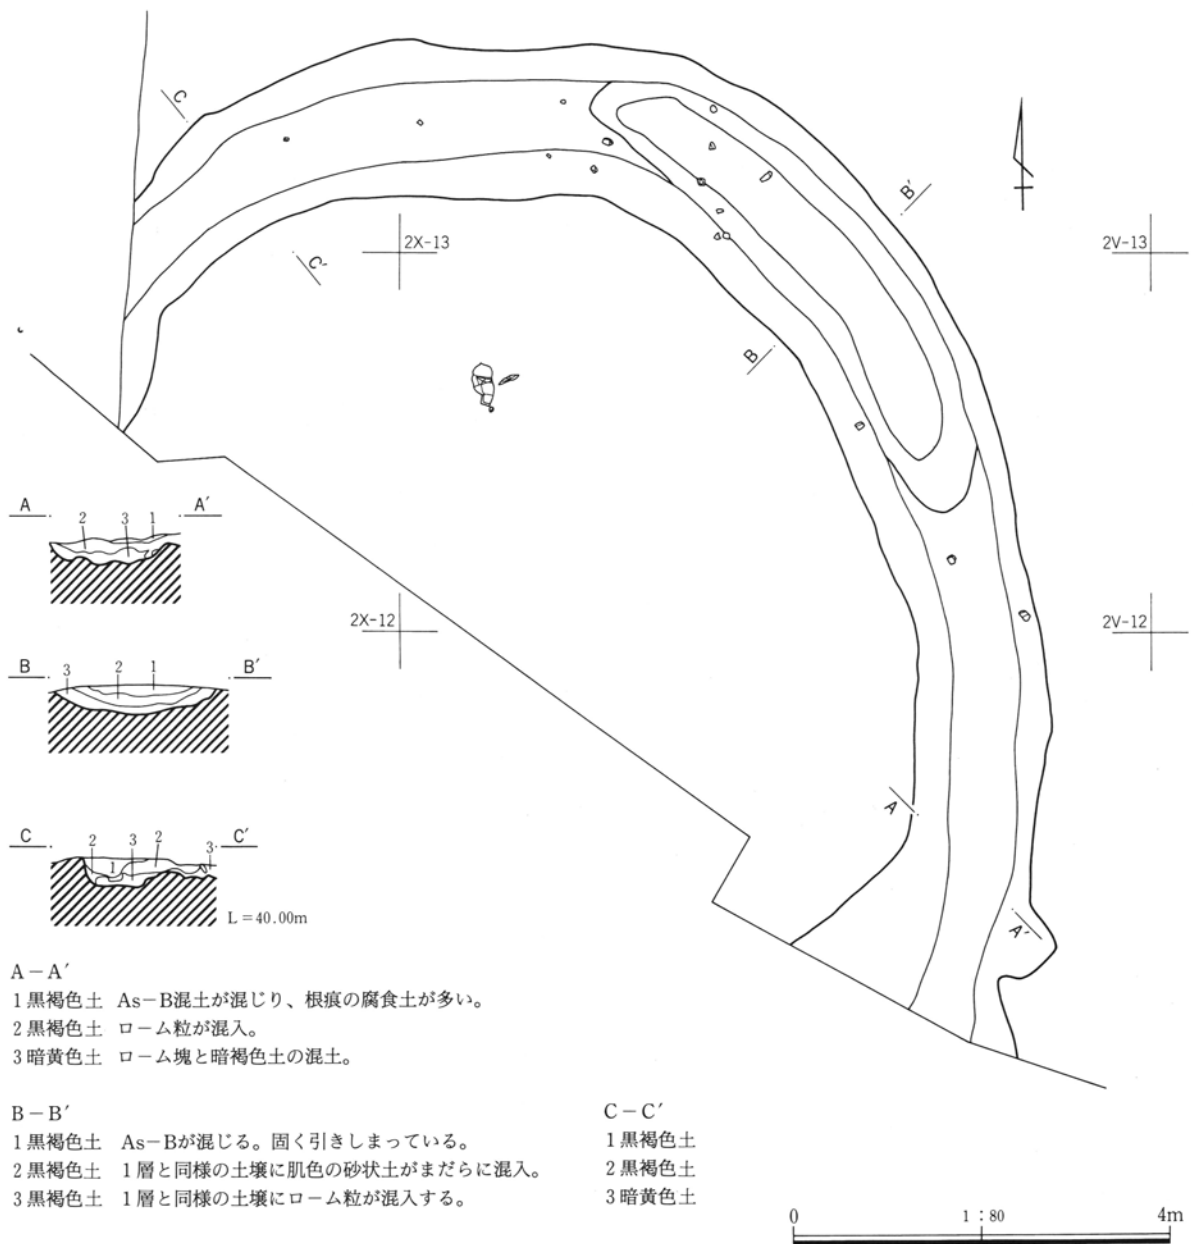 C
B′
2X-13
2V-13
C′
B
A 2 3 1 A′
2X-12
2V-12
B 3 2 1 B′
A
C 2 1 3 2 3 C′
L＝40.00m
A′
A－A′
1 黒褐色土 As－B混土が混じり、根痕の腐食土が多い。
2 黒褐色土 ローム粒が混入。
3 暗黄色土 ローム塊と暗褐色土の混土。
B－B′
1 黒褐色土 As－Bが混じる。固く引きしまっている。
2 黒褐色土 1層と同様の土壌に肌色の砂状土がまだらに混入。
3 黒褐色土 1層と同様の土壌にローム粒が混入する。
C－C′
1 黒褐色土
2 黒褐色土
3 暗黄色土
0 1：80 4m